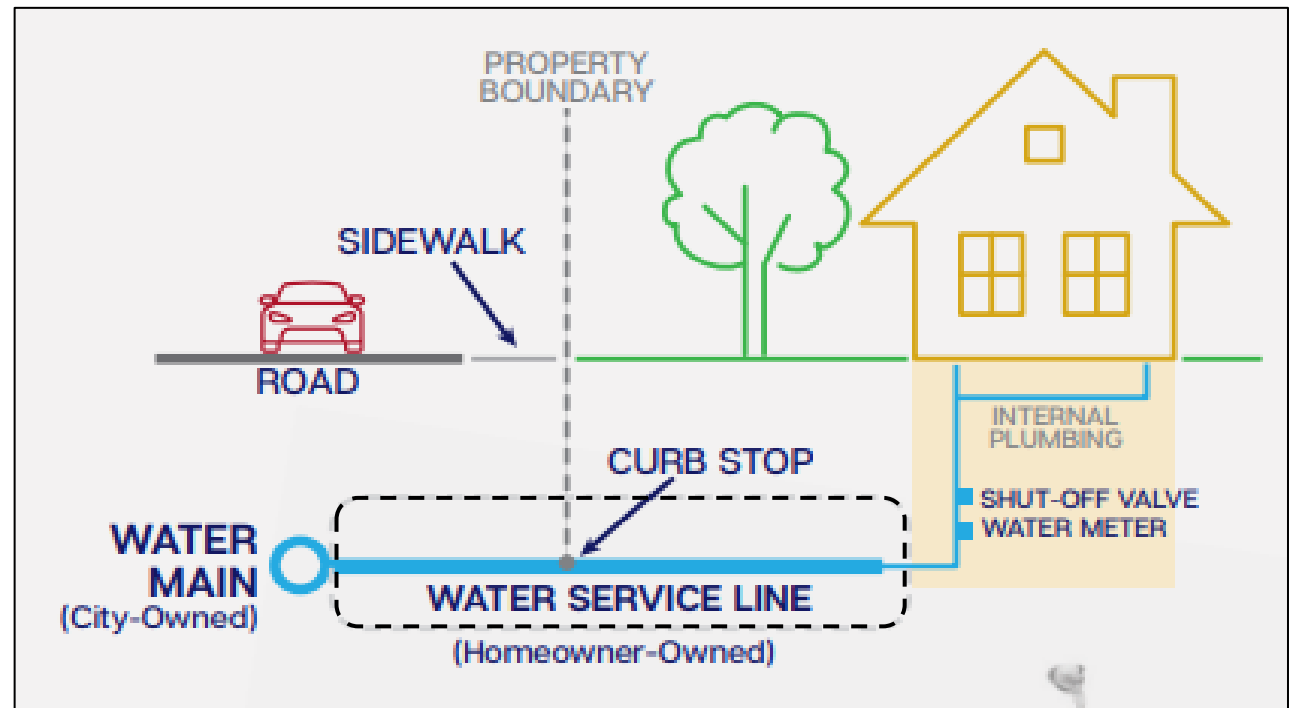 PROPERTY
BOUNDARY
SIDEWALK
ROAD
CURB STOP
INTERNAL
PLUMBING
SHUT-OFF VALVE
WATER METER
WATER
MAIN
(City-Owned)
WATER SERVICE LINE
(Homeowner-Owned)